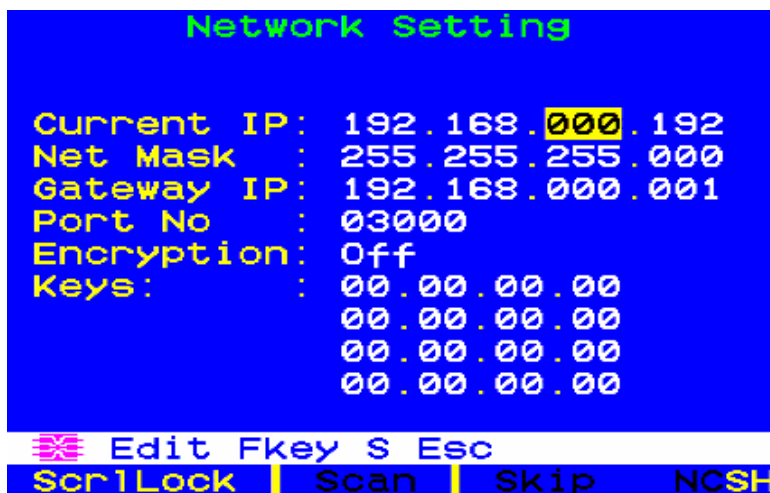 Network Setting
Current IP: 192.168.000.192
Net Mask : 255.255.255.000
Gateway IP: 192.168.000.001
Port No : 03000
Encryption: Off
Keys: : 00.00.00.00
00.00.00.00
00.00.00.00
00.00.00.00
Edit Fkey S Esc
ScrlLock Scan Skip NCSH